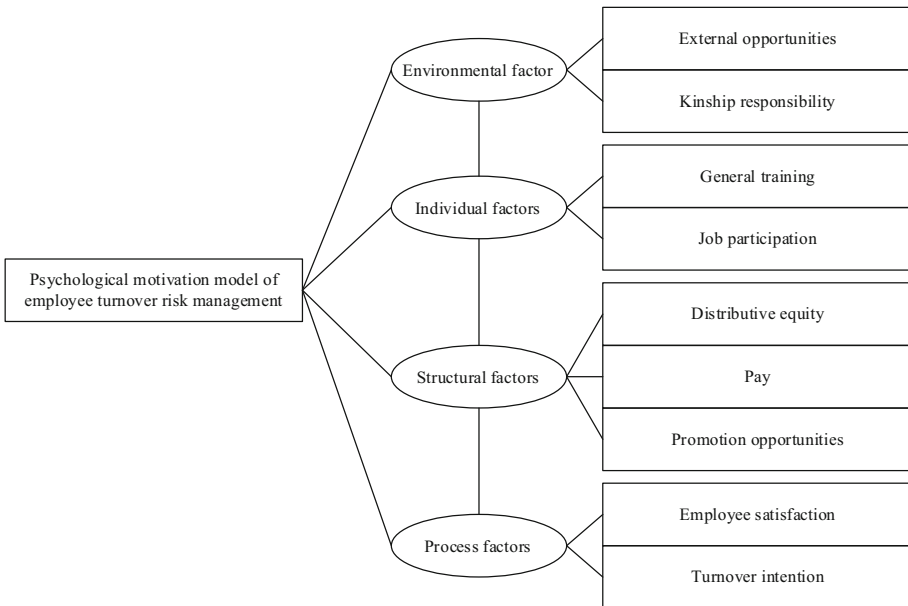 Psychological motivation model of
employee turnover risk management
Environmental factor
External opportunities
Kinship responsibility
Individual factors
General training
Job participation
Structural factors
Distributive equity
Pay
Promotion opportunities
Process factors
Employee satisfaction
Turnover intention